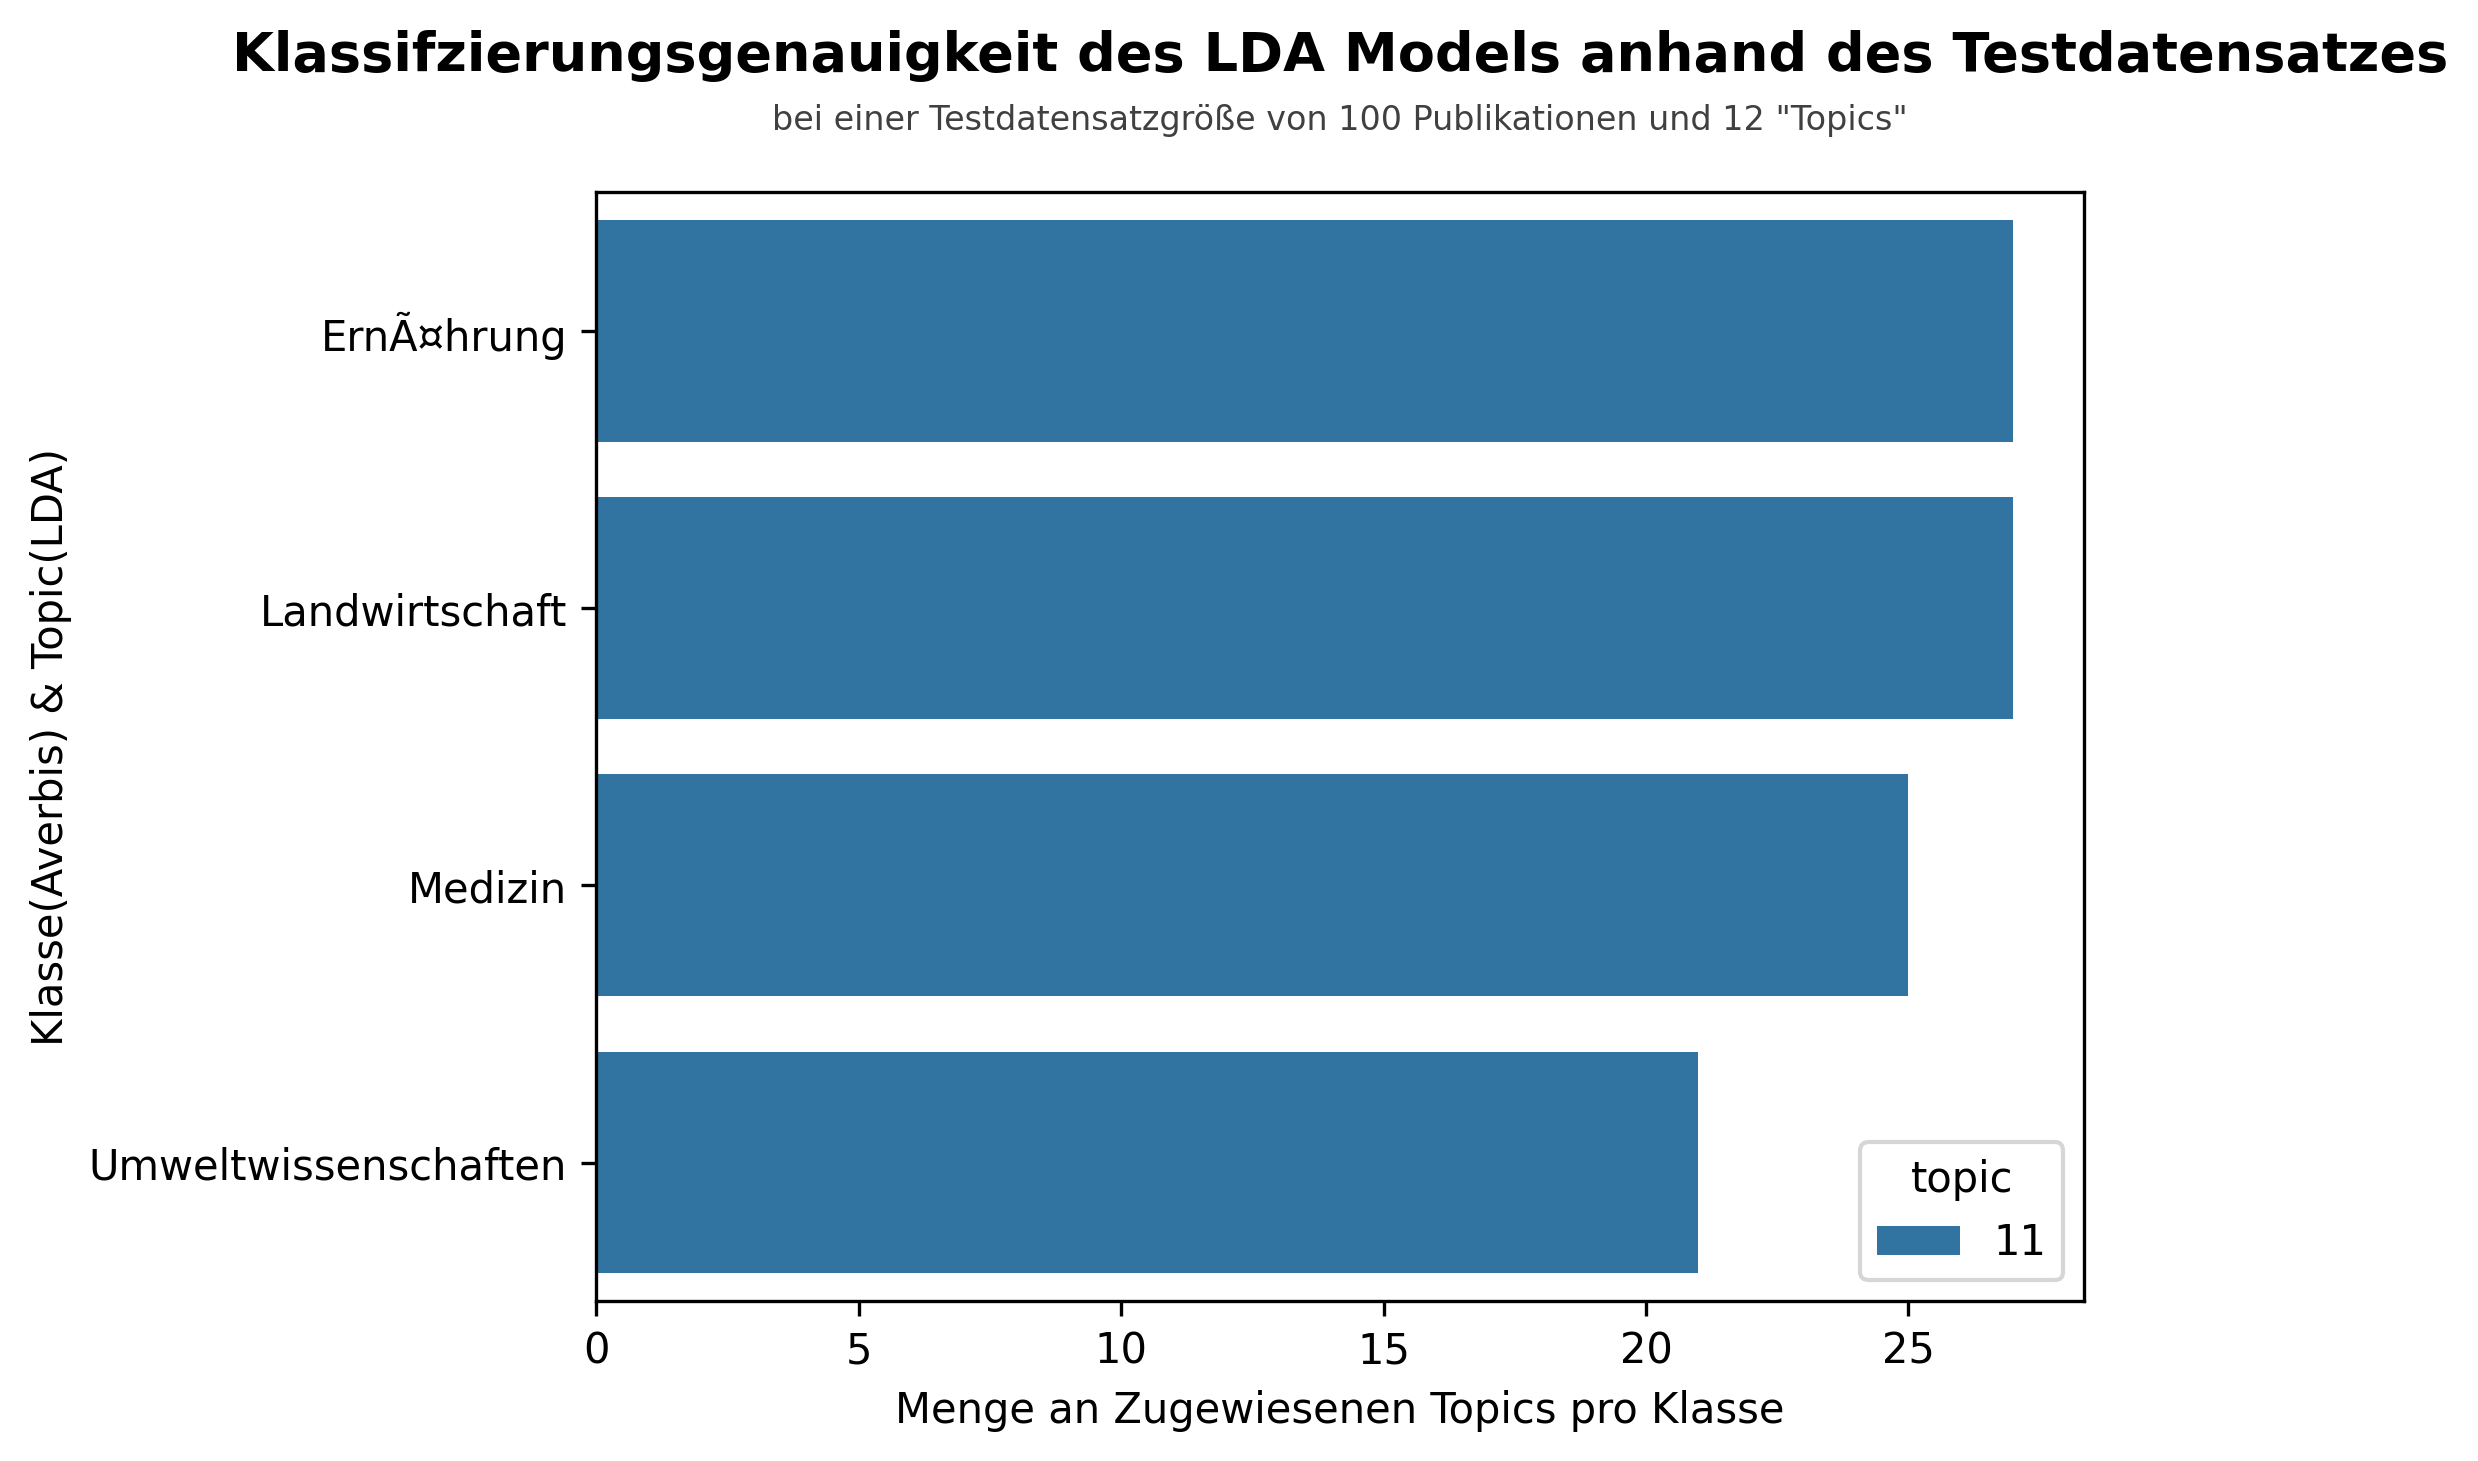 Klassifzierungsgenauigkeit des LDA Models anhand des Testdatensatzes
bei einer Testdatensatzgröße von 100 Publikationen und 12 "Topics"
Klasse(Averbis) & Topic(LDA)
ErnÃ¤hrung
Landwirtschaft
Medizin
Umweltwissenschaften
topic
11
0 5 10 15 20 25
Menge an Zugewiesenen Topics pro Klasse